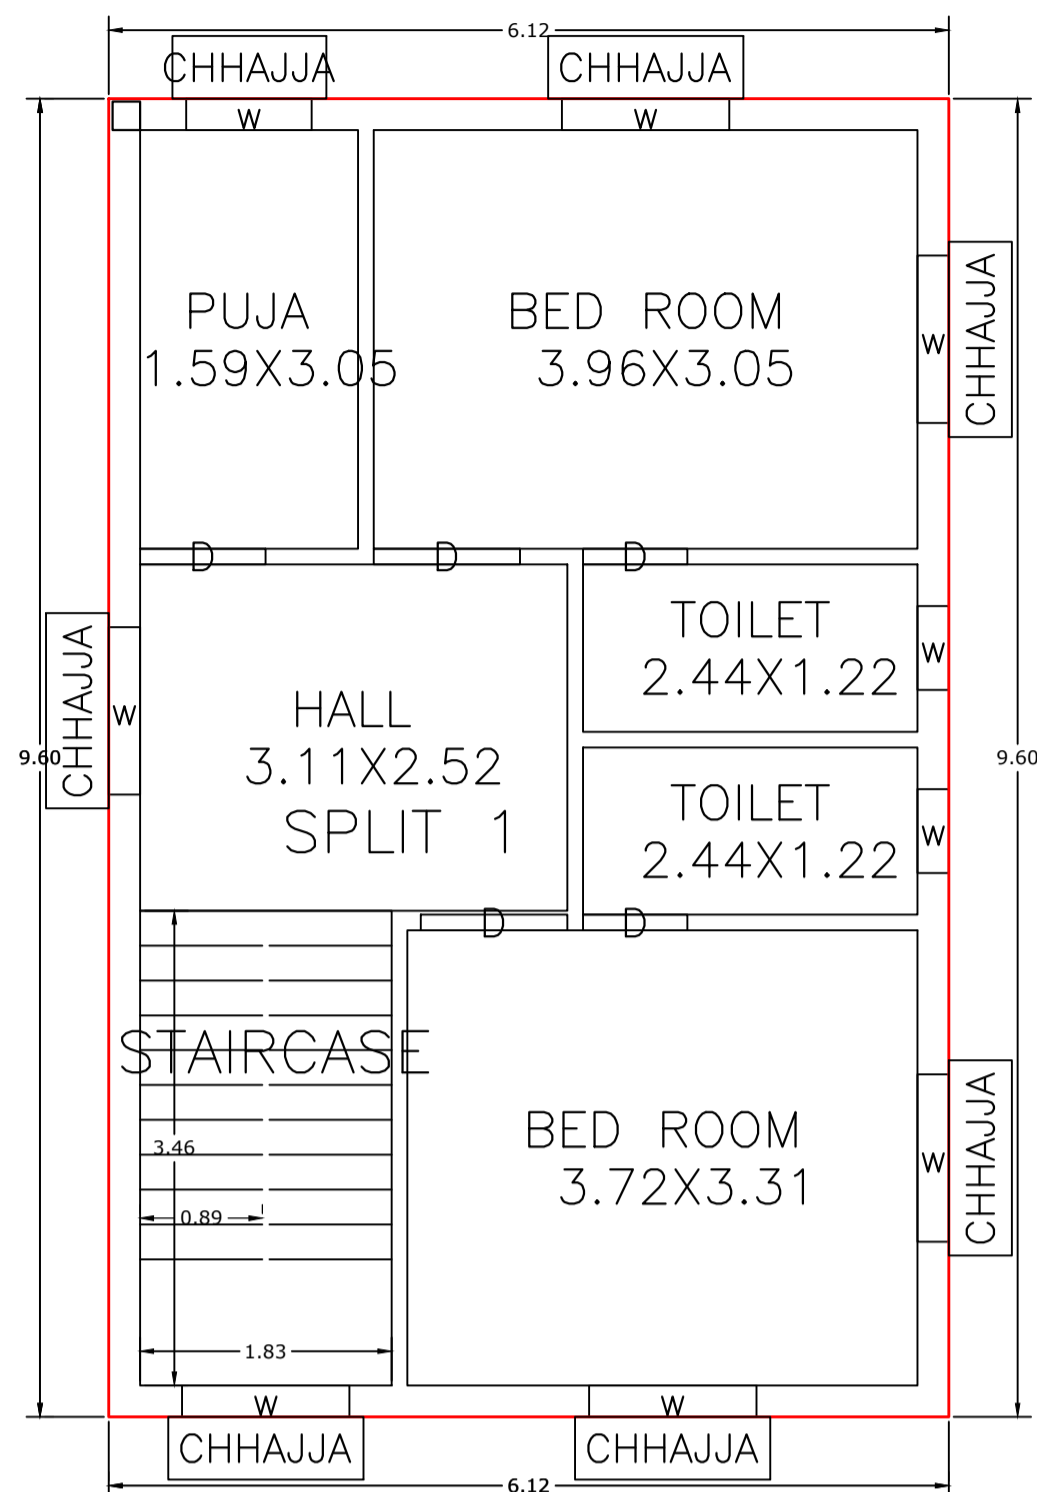 6.12
CHHAJJA
CHHAJJA
W
W
PUJA
1.59X3.05
BED ROOM
3.96X3.05
W
CHHAJJA
D
D
D
TOILET
2.44X1.22
W
CHHAJJA
W
HALL
3.11X2.52
SPLIT 1
9.60
9.60
TOILET
2.44X1.22
W
D
D
STAIRCASE
3.46
0.89
1.83
BED ROOM
3.72X3.31
W
CHHAJJA
W
W
CHHAJJA
CHHAJJA
6.12